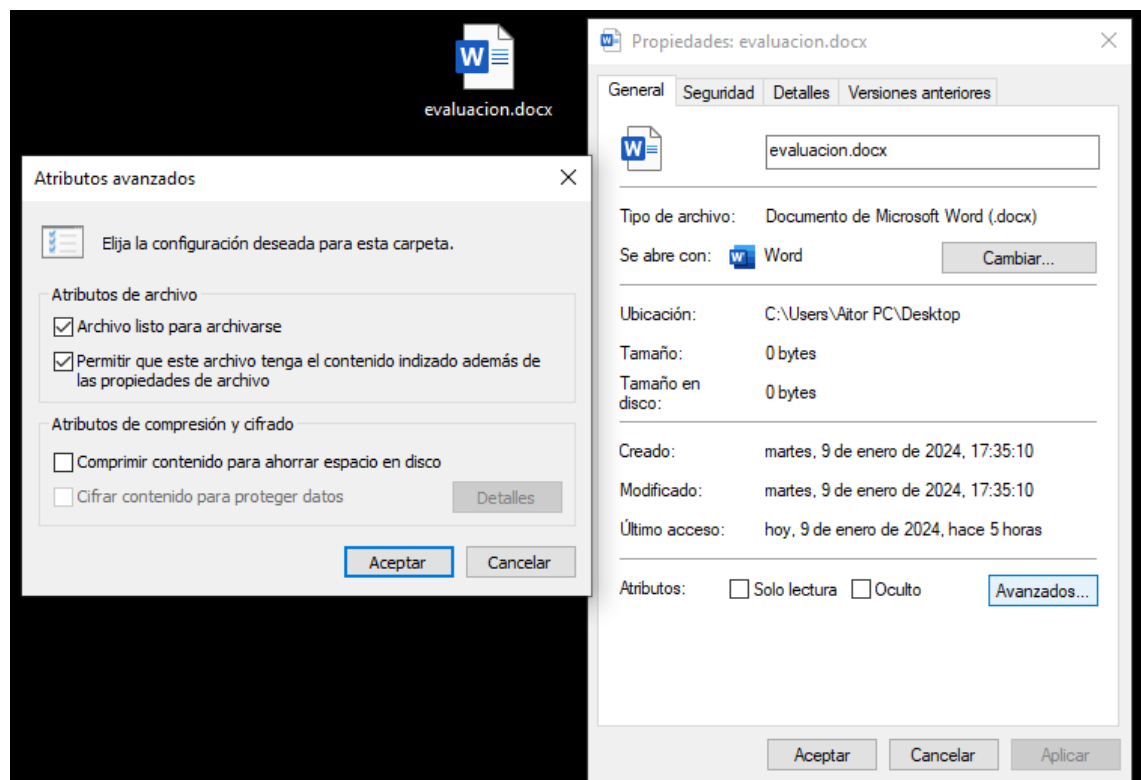 evaluacion.docx
Atributos avanzados
Elija la configuración deseada para esta carpeta.
Atributos de archivo
Archivo listo para archivarse
Permitir que este archivo tenga el contenido indizado además de
las propiedades de archivo
Atributos de compresión y cifrado
Comprimir contenido para ahorrar espacio en disco
Cifrar contenido para proteger datos
Detalles
Aceptar
Cancelar
Propiedades: evaluacion.docx
General
Seguridad
Detalles
Versiones anteriores
evaluacion.docx
Tipo de archivo: Documento de Microsoft Word (.docx)
Se abre con: Word
Cambiar...
Ubicación: C:\Users\Aitor PC\Desktop
Tamaño: 0 bytes
Tamaño en
disco: 0 bytes
Creado: martes, 9 de enero de 2024, 17:35:10
Modificado: martes, 9 de enero de 2024, 17:35:10
Último acceso: hoy, 9 de enero de 2024, hace 5 horas
Atributos: Solo lectura Oculto Avanzados...
Aceptar
Cancelar
Aplicar